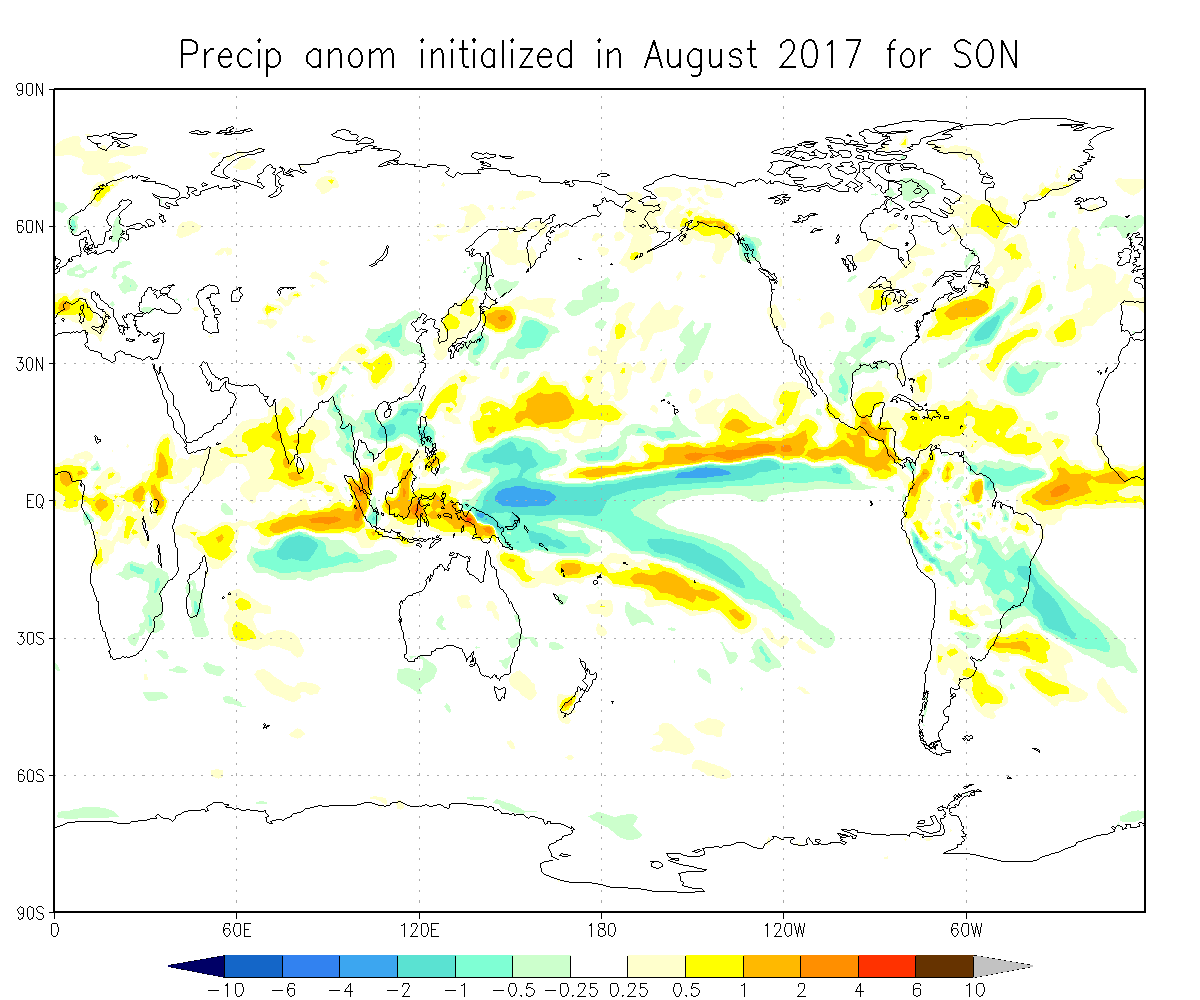 Precip anom initialized in August 2017 for SON
90N
60N
30N
EQ
30S
60S
90S
0 60E 120E 180 120W 60W
−10 −6 −4 −2 −1 −0.5 −0.25 0.25 0.5 1 2 4 6 10